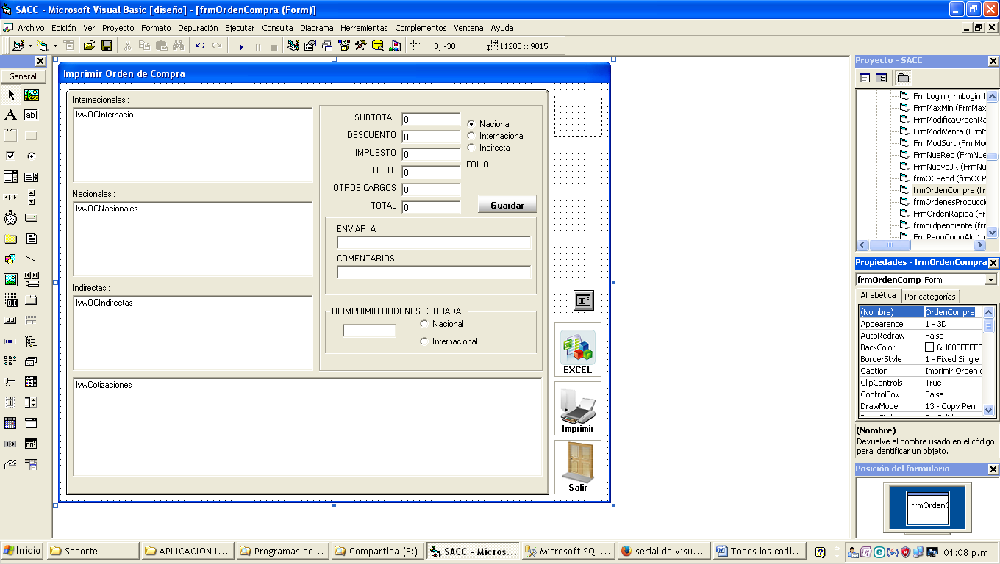 SACC - Microsoft Visual Basic [diseño] - [frmOrdenCompra (Form)]
Archivo Edición Ver Proyecto Formato Depuración Ejecutar Consulta Diagrama Herramientas Complementos Ventana Ayuda
0, -30
11280 x 9015
General
A
ab|
xy
OLE
Imprimir Orden de Compra
Internacionales :
lvwOCInternacio...
Nacionales :
lvwOCNacionales
Indirectas :
lvwOCIndirectas
lvwCotizaciones
SUBTOTAL 0
DESCUENTO 0
IMPUESTO 0
FLETE 0
OTROS CARGOS 0
TOTAL 0
Nacional
Internacional
Indirecta
FOLIO
Guardar
ENVIAR A
COMENTARIOS
REIMPRIMIR ORDENES CERRADAS
Nacional
Internacional
EXCEL
Imprimir
Salir
Proyecto - SACC
FrmLogin (frmLogin.f
FrmMaxMin (FrmMax
FrmModificaOrdenRa
FrmModiVenta (FrmM
FrmModSurt (FrmMod
FrmNueRep (FrmNue
FrmNuevoJR (FrmNu
frmOCPend (frmOCP
frmOrdenCompra (fr
frmOrdenesProducci
FrmOrdenRapida (Fr
frmordpendiente (frm
FrmPagoCompAlm1 (
Propiedades - frmOrdenCompra
frmOrdenComp Form
Alfabética Por categorías
(Nombre) OrdenCompra
Appearance 1 - 3D
AutoRedraw False
BackColor &H00FFFFFF
BorderStyle 1 - Fixed Single
Caption Imprimir Orden d
ClipControls True
ControlBox False
DrawMode 13 - Copy Pen
(Nombre)
Devuelve el nombre usado en el código
para identificar un objeto.
Posición del formulario
frmOrdenC
Inicio
Soporte
APLICACION I...
Programas de...
Compartida (E:)
SACC - Micros...
Microsoft SQL...
serial de visu...
Todos los codi...
01:08 p.m.